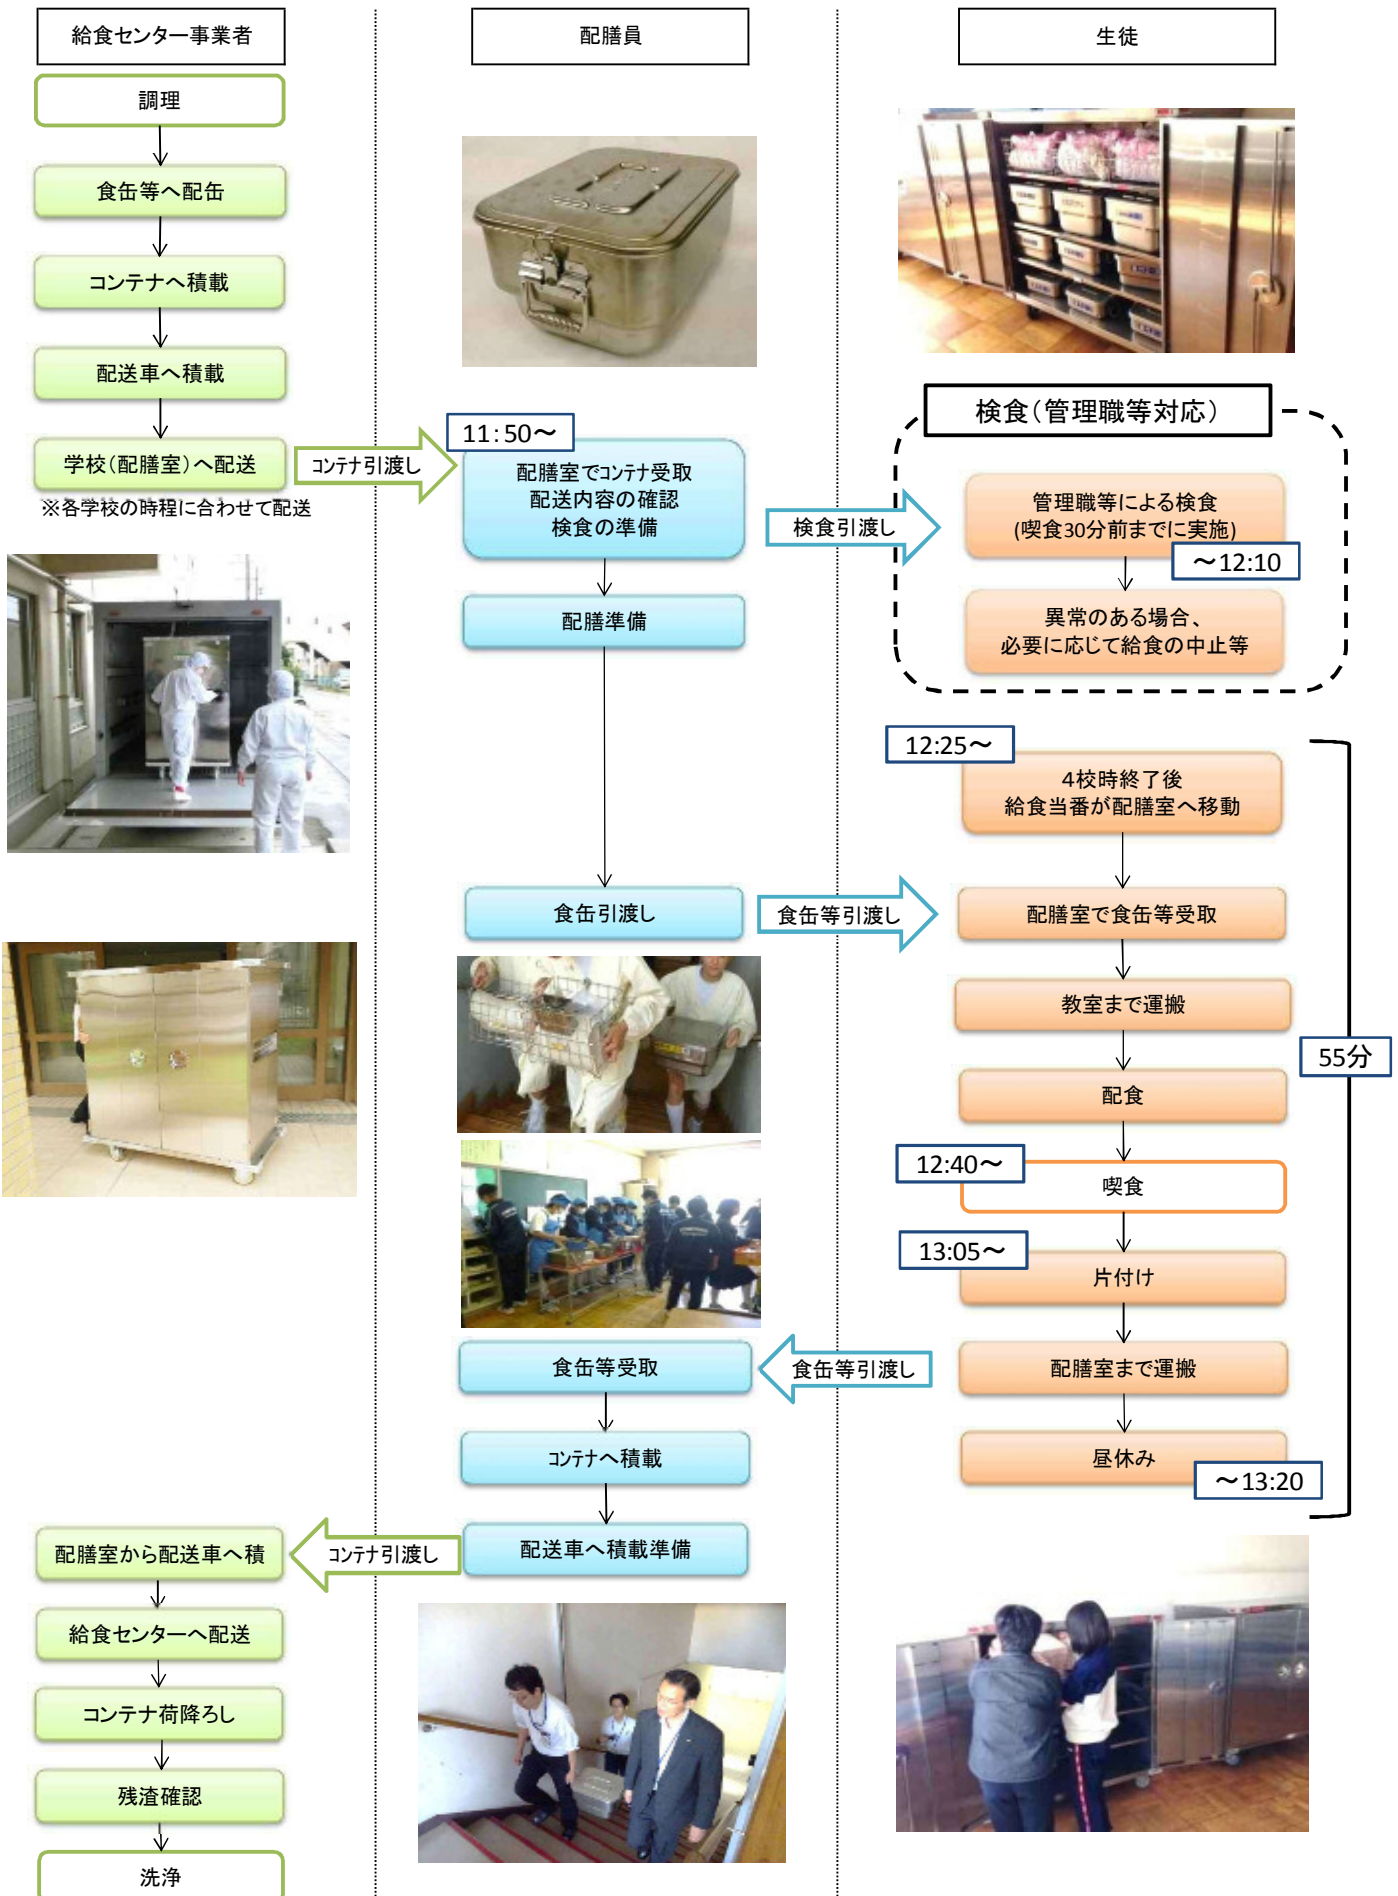 給食センター事業者
調理
食缶等へ配缶
コンテナへ積載
配送車へ積載
学校（配膳室）へ配送
※各学校の時程に合わせて配送
コンテナ引渡し
配膳員
11：50～
配膳室でコンテナ受取
配送内容の確認
検食の準備
検食引渡し
配膳準備
食缶引渡し
食缶等引渡し
生徒
検食（管理職等対応）
管理職等による検食
(喫食30分前までに実施)
～12:10
異常のある場合、
必要に応じて給食の中止等
12:25～
4校時終了後
給食当番が配膳室へ移動
配膳室で食缶等受取
教室まで運搬
配食
12:40～
喫食
13:05～
片付け
配膳室まで運搬
昼休み
～13:20
55分
食缶等引渡し
食缶等受取
コンテナへ積載
配送車へ積載準備
コンテナ引渡し
配膳室から配送車へ積
給食センターへ配送
コンテナ荷降ろし
残渣確認
洗浄